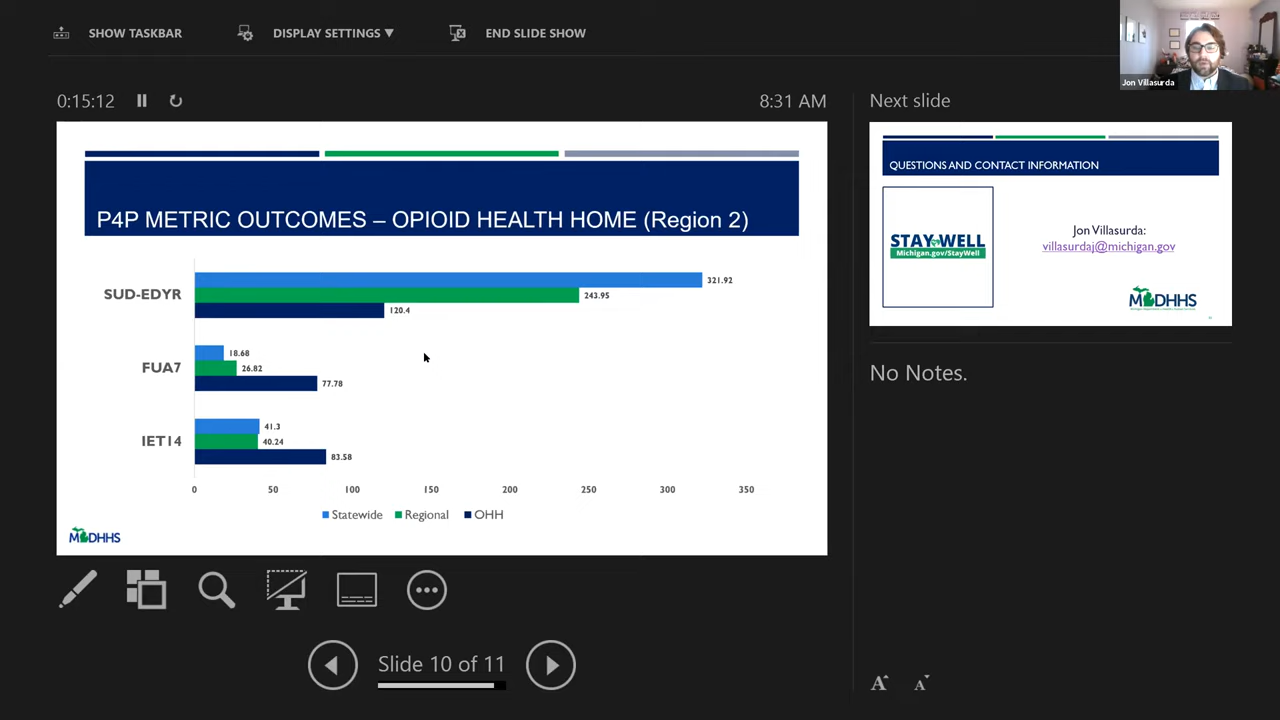 SHOW TASKBAR
DISPLAY SETTINGS ▼
END SLIDE SHOW
Jon Villasurda
0:15:12
8:31 AM
Next slide
P4P METRIC OUTCOMES – OPIOID HEALTH HOME (Region 2)
SUD-EDYR
321.92
243.95
120.4
FUA7
18.68
26.82
77.78
IET14
41.3
40.24
83.58
0 50 100 150 200 250 300 350
Statewide Regional OHH
MDHHS
QUESTIONS AND CONTACT INFORMATION
STAY WELL
Michigan.gov/StayWell
Jon Villasurda:
villasurdaj@michigan.gov
MDHHS
No Notes.
Slide 10 of 11
A A